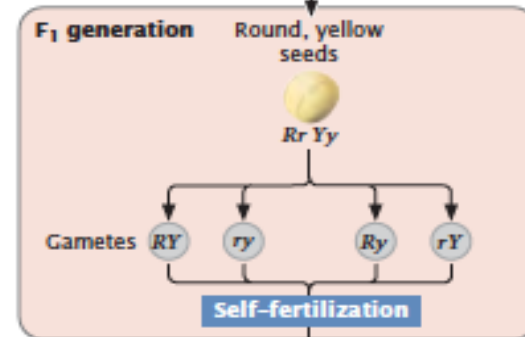 F1 generation
Round, yellow
seeds
Rr Yy
Gametes RY ry Ry rY
Self–fertilization